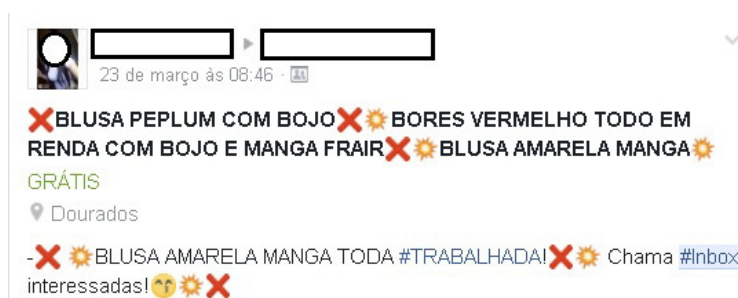 23 de março às 08:46 ·
❌BLUSA PEPLUM COM BOJO❌💥BORES VERMELHO TODO EM
RENDA COM BOJO E MANGA FRAIR❌💥BLUSA AMARELA MANGA💥
GRÁTIS
Dourados
-❌ 💥BLUSA AMARELA MANGA TODA #TRABALHADA!❌💥 Chama #Inbox
interessadas!😙💥❌